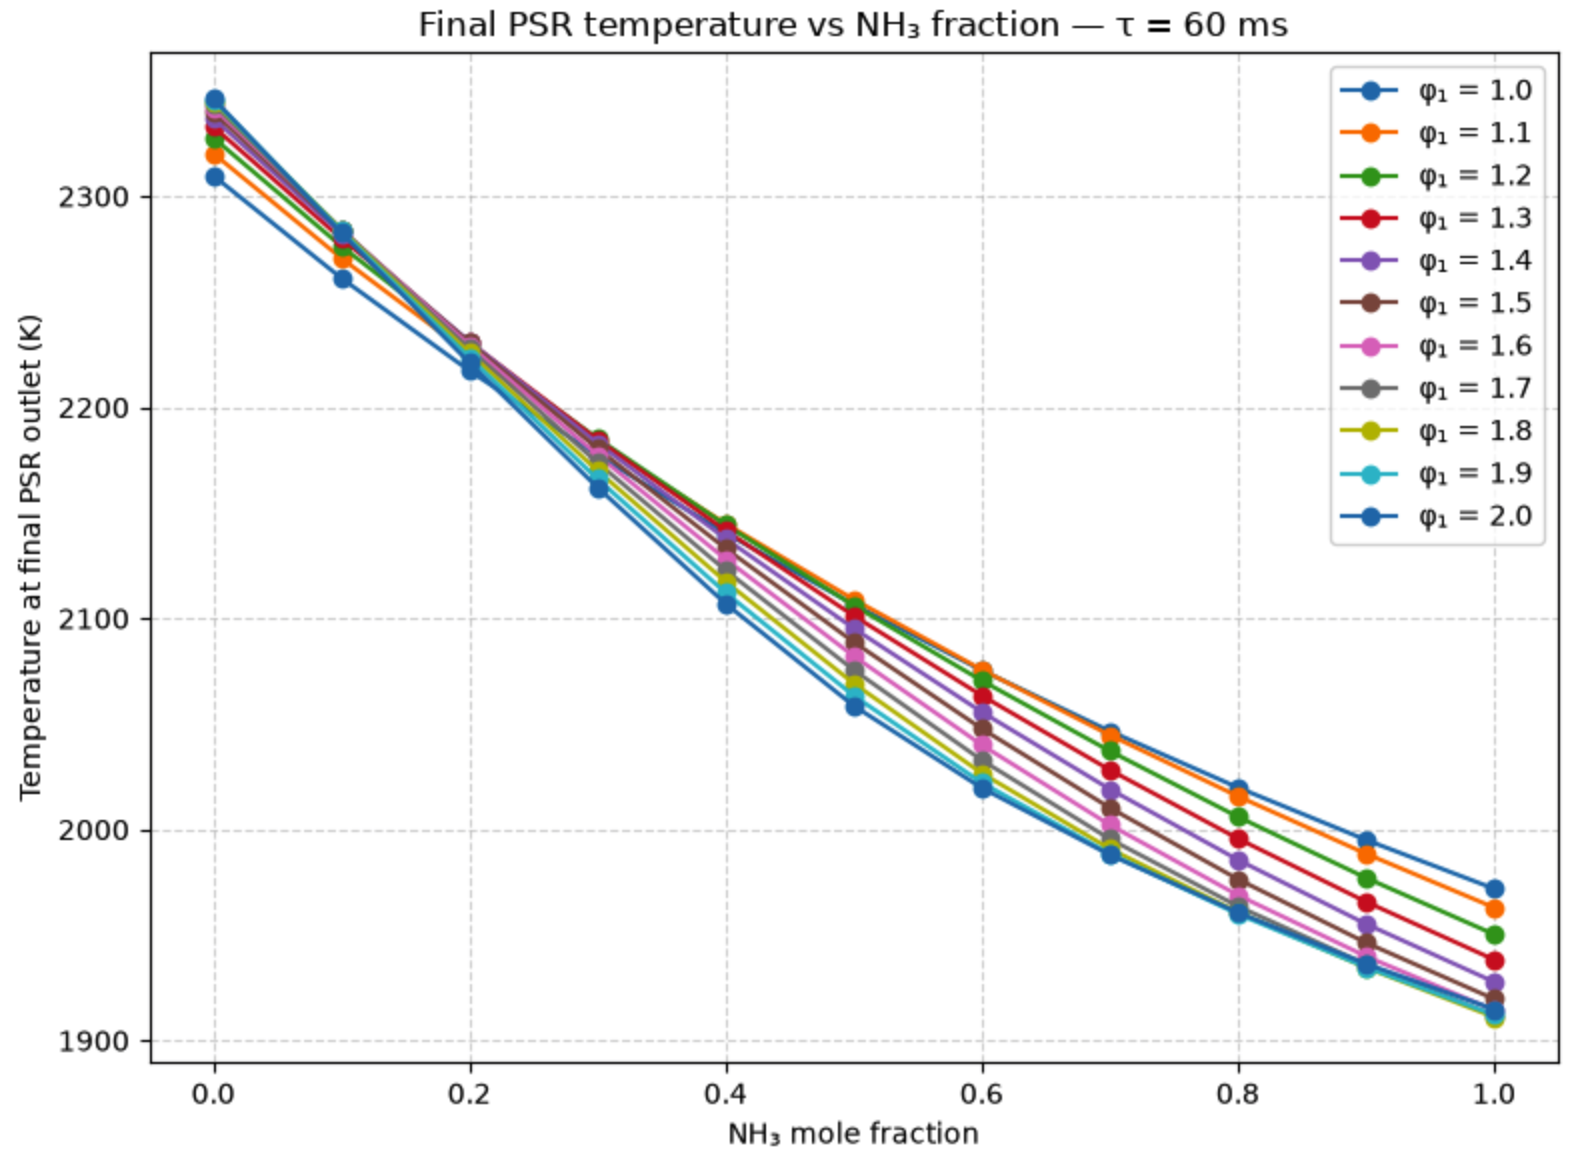 Final PSR temperature vs NH₃ fraction — τ = 60 ms
φ₁ = 1.0
φ₁ = 1.1
φ₁ = 1.2
φ₁ = 1.3
φ₁ = 1.4
φ₁ = 1.5
φ₁ = 1.6
φ₁ = 1.7
φ₁ = 1.8
φ₁ = 1.9
φ₁ = 2.0
Temperature at final PSR outlet (K)
2300
2200
2100
2000
1900
0.0 0.2 0.4 0.6 0.8 1.0
NH₃ mole fraction